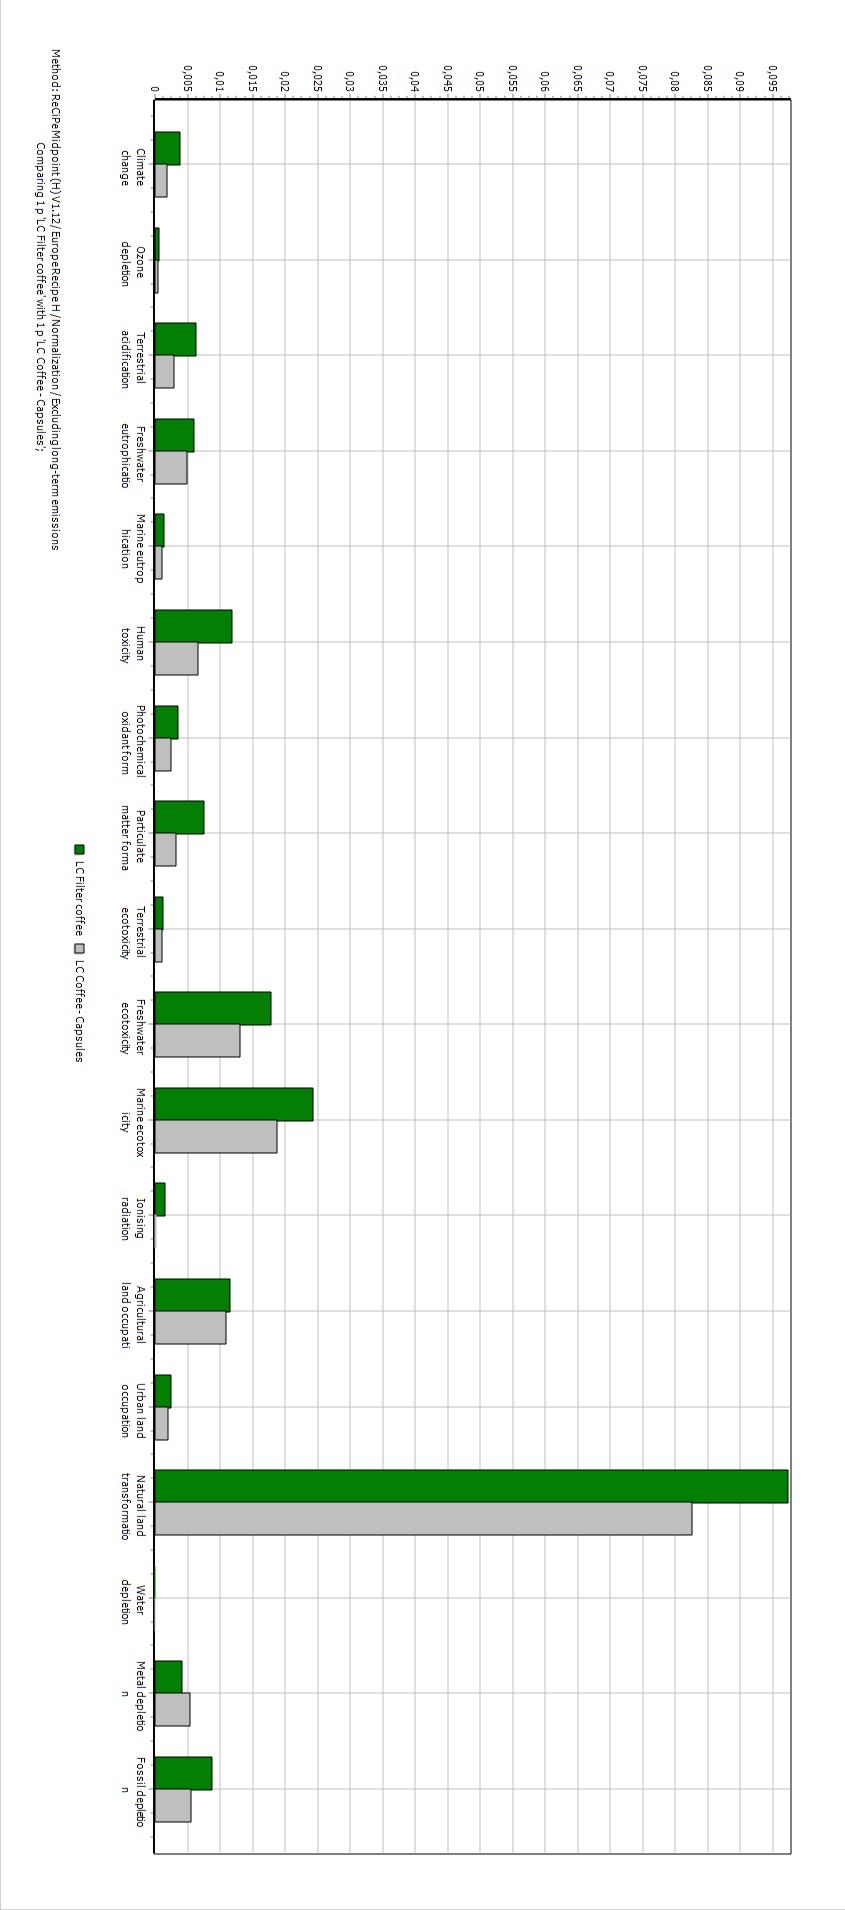 0,095
0,09
0,085
0,08
0,075
0,07
0,065
0,06
0,055
0,05
0,045
0,04
0,035
0,03
0,025
0,02
0,015
0,01
0,005
0
Climate
change
Ozone
depletion
Terrestrial
acidification
Freshwater
eutrophicatio
Marine eutrop
hication
Human
toxicity
Photochemical
oxidant form
Particulate
matter forma
Terrestrial
ecotoxicity
Freshwater
ecotoxicity
Marine ecotox
icity
Ionising
radiation
Agricultural
land occupati
Urban land
occupation
Natural land
transformatio
Water
depletion
Metal depletio
n
Fossil depletio
n
LC Filter coffee
LC Coffee - Capsules
Method: ReCiPe Midpoint (H) V1.12 / Europe Recipe H / Normalization / Excluding long-term emissions
Comparing 1 p 'LC Filter coffee' with 1 p 'LC Coffee - Capsules';